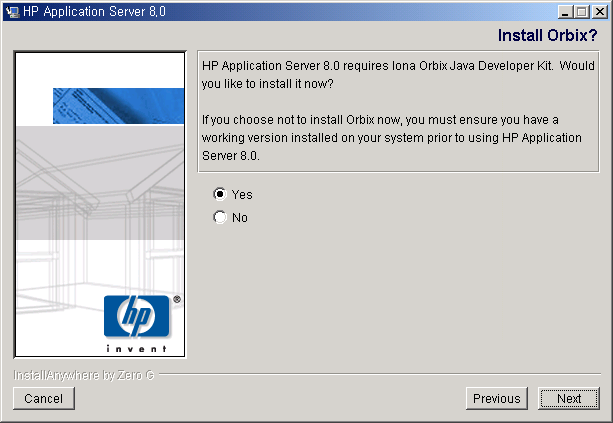 HP Application Server 8,0
Install Orbix?
HP Application Server 8.0 requires Iona Orbix Java Developer Kit. Would
you like to install it now?
If you choose not to install Orbix now, you must ensure you have a
working version installed on your system prior to using HP Application
Server 8.0.
Yes
No
hp
®
invent
InstallAnywhere by Zero G
Cancel
Previous
Next